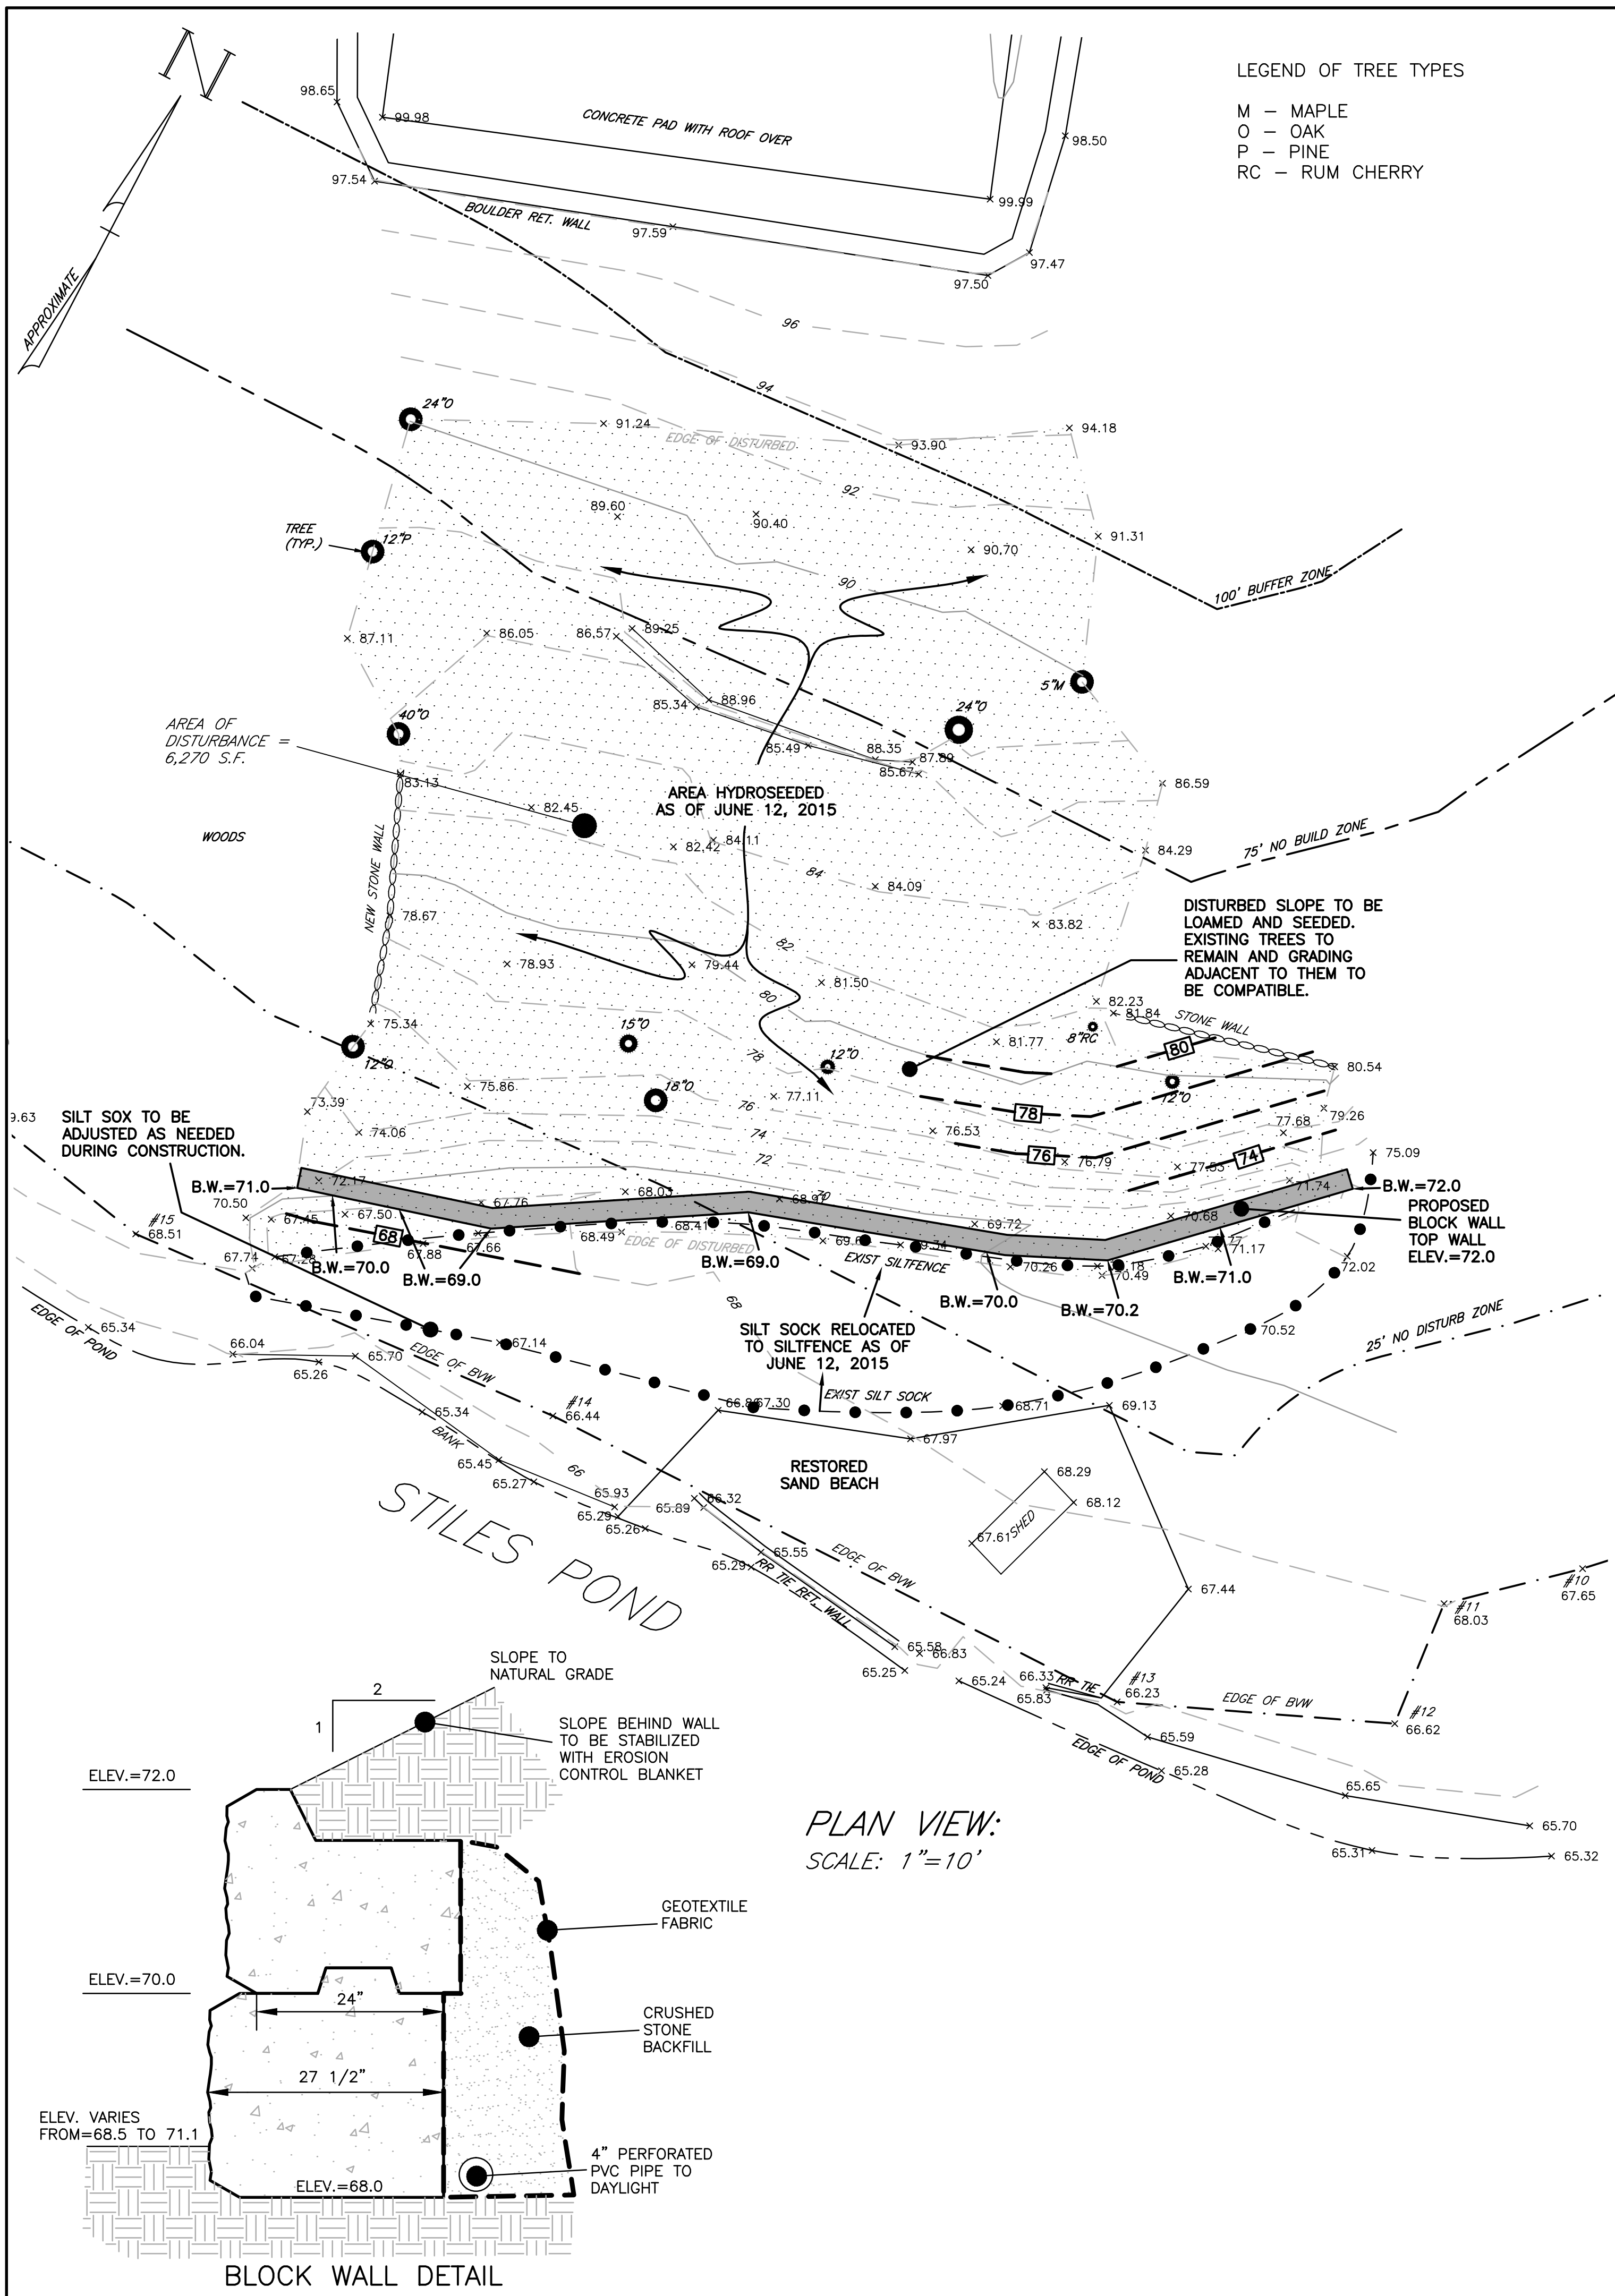 N
APPROXIMATE
LEGEND OF TREE TYPES
M – MAPLE
O – OAK
P – PINE
RC – RUM CHERRY
98.65
99.98
CONCRETE PAD WITH ROOF OVER
98.50
97.54
BOULDER RET. WALL
97.59
99.99
97.47
97.50
96
94
24"O
91.24
EDGE OF DISTURBED
93.90
94.18
92
89.60
90.40
TREE
(TYP.)
12"P
90.70
91.31
90
100' BUFFER ZONE
87.11
86.05
86.57
89.25
5"M
40"O
85.34
88.96
24"O
AREA OF
DISTURBANCE =
6,270 S.F.
85.49
88.35
87.89
85.67
83.13
82.45
AREA HYDROSEEDED
AS OF JUNE 12, 2015
86.59
WOODS
NEW STONE WALL
82.42
84.11
84.29
75' NO BUILD ZONE
84
84.09
78.67
83.82
DISTURBED SLOPE TO BE
LOAMED AND SEEDED.
EXISTING TREES TO
REMAIN AND GRADING
ADJACENT TO THEM TO
BE COMPATIBLE.
82
78.93
79.44
81.50
80
82.23
81.84
STONE WALL
75.34
15"O
8"RC
81.77
80
12"O
78
12"O
80.54
75.86
18"O
77.11
12"O
76
78
79.26
9.63
SILT SOX TO BE
ADJUSTED AS NEEDED
DURING CONSTRUCTION.
73.39
74.06
74
76.53
77.68
72
76
76.79
77.53
74
75.09
B.W.=71.0
72.17
67.76
68.03
68.97
70
71.74
B.W.=72.0
70.50
67.45
67.50
68.41
69.72
70.68
PROPOSED
BLOCK WALL
TOP WALL
ELEV.=72.0
#15
68.51
68
67.88
67.66
68.49
EDGE OF DISTURBED
71.17
67.74
67.28
B.W.=70.0
B.W.=69.0
B.W.=69.0
EXIST SILTFENCE
70.26
70.49
B.W.=71.0
72.02
B.W.=70.0
B.W.=70.2
68
EDGE OF POND
65.34
67.14
SILT SOCK RELOCATED
TO SILTFENCE AS OF
JUNE 12, 2015
70.52
25' NO DISTURB ZONE
66.04
65.26
65.70
EDGE OF BVW
EXIST SILT SOCK
65.34
#14
66.44
67.30
68.71
69.13
BANK
67.97
65.45
66
RESTORED
SAND BEACH
65.27
65.93
65.29
65.89
66.32
65.26
68.29
68.12
67.61
SHED
STILES POND
65.29
65.55
RR TIE RET. WALL
EDGE OF BVW
67.44
#10
67.65
#11
68.03
65.58
66.83
65.25
65.24
66.33
65.83
RR TIE
#13
66.23
EDGE OF BVW
#12
66.62
65.59
EDGE OF POND
65.28
65.65
65.70
65.31
65.32
PLAN VIEW:
SCALE: 1"=10'
SLOPE TO
NATURAL GRADE
2
1
SLOPE BEHIND WALL
TO BE STABILIZED
WITH EROSION
CONTROL BLANKET
ELEV.=72.0
GEOTEXTILE
FABRIC
ELEV.=70.0
24"
CRUSHED
STONE
BACKFILL
27 1/2"
ELEV. VARIES
FROM=68.5 TO 71.1
4" PERFORATED
PVC PIPE TO
DAYLIGHT
ELEV.=68.0
BLOCK WALL DETAIL